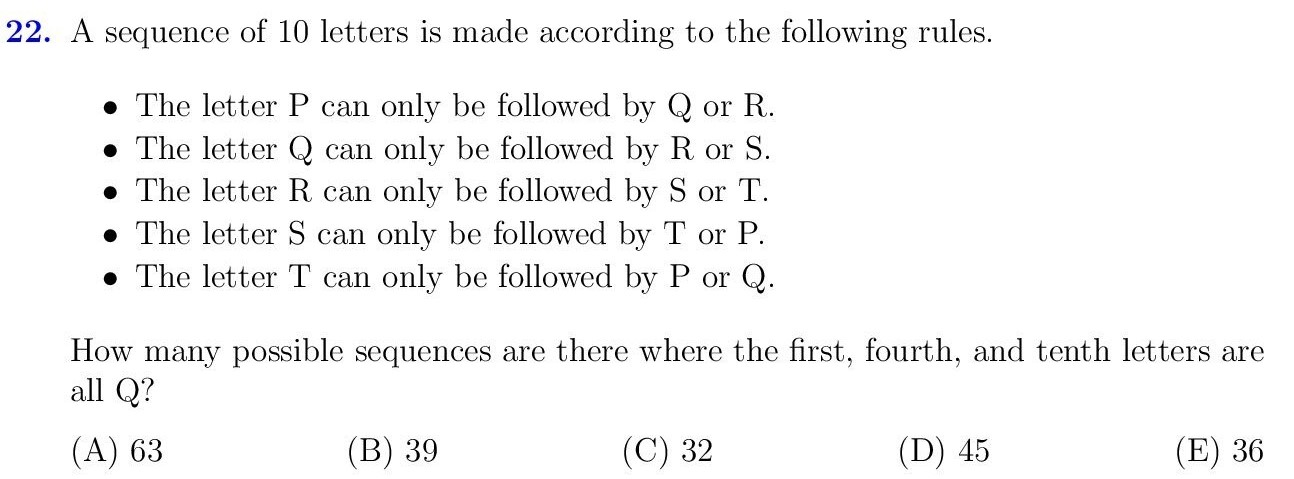 22. A sequence of 10 letters is made according to the following rules.
• The letter P can only be followed by Q or R.
• The letter Q can only be followed by R or S.
• The letter R can only be followed by S or T.
• The letter S can only be followed by T or P.
• The letter T can only be followed by P or Q.
How many possible sequences are there where the first, fourth, and tenth letters are
all Q?
(A) 63 (B) 39 (C) 32 (D) 45 (E) 36